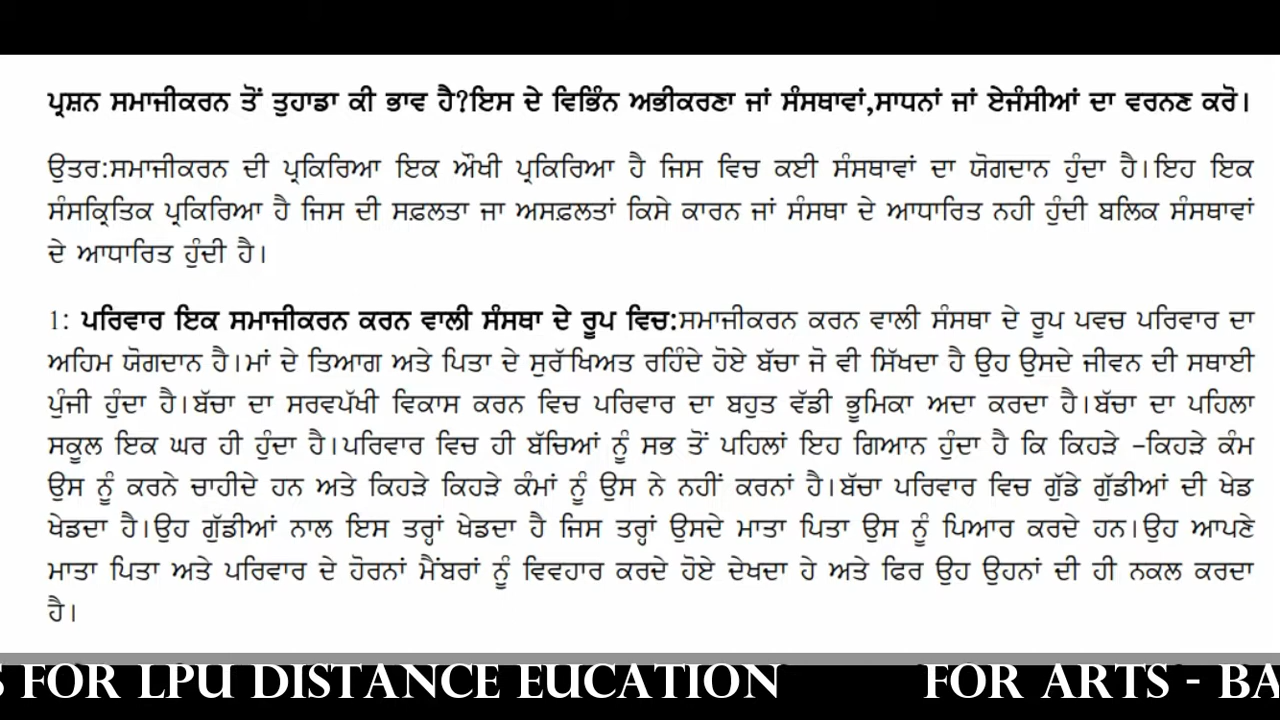 ਪ੍ਰਸ਼ਨ ਸਮਾਜੀਕਰਨ ਤੋਂ ਤੁਹਾਡਾ ਕੀ ਭਾਵ ਹੈ?ਇਸ ਦੇ ਵਿਭਿੰਨ ਅਭੀਕਰਣਾ ਜਾਂ ਸੰਸਥਾਵਾਂ,ਸਾਧਨਾਂ ਜਾਂ ਏਜੰਸੀਆਂ ਦਾ ਵਰਨਣ ਕਰੋ।
ਉਤਰ:ਸਮਾਜੀਕਰਨ ਦੀ ਪ੍ਰਕਿਰਿਆ ਇਕ ਔਖੀ ਪ੍ਰਕਿਰਿਆ ਹੈ ਜਿਸ ਵਿਚ ਕਈ ਸੰਸਥਾਵਾਂ ਦਾ ਯੋਗਦਾਨ ਹੁੰਦਾ ਹੈ।ਇਹ ਇਕ
ਸੰਸਕ੍ਰਿਤਿਕ ਪ੍ਰਕਿਰਿਆ ਹੈ ਜਿਸ ਦੀ ਸਫ਼ਲਤਾ ਜਾ ਅਸਫ਼ਲਤਾਂ ਕਿਸੇ ਕਾਰਨ ਜਾਂ ਸੰਸਥਾ ਦੇ ਆਧਾਰਿਤ ਨਹੀ ਹੁੰਦੀ ਬਲਿਕ ਸੰਸਥਾਵਾਂ
ਦੇ ਆਧਾਰਿਤ ਹੁੰਦੀ ਹੈ।
1: ਪਰਿਵਾਰ ਇਕ ਸਮਾਜੀਕਰਨ ਕਰਨ ਵਾਲੀ ਸੰਸਥਾ ਦੇ ਰੂਪ ਵਿਚ:ਸਮਾਜੀਕਰਨ ਕਰਨ ਵਾਲੀ ਸੰਸਥਾ ਦੇ ਰੂਪ ਪਵਚ ਪਰਿਵਾਰ ਦਾ
ਅਹਿਮ ਯੋਗਦਾਨ ਹੈ।ਮਾਂ ਦੇ ਤਿਆਗ ਅਤੇ ਪਿਤਾ ਦੇ ਸੁਰੱਖਿਅਤ ਰਹਿੰਦੇ ਹੋਏ ਬੱਚਾ ਜੋ ਵੀ ਸਿੱਖਦਾ ਹੈ ਉਹ ਉਸਦੇ ਜੀਵਨ ਦੀ ਸਥਾਈ
ਪੁੰਜੀ ਹੁੰਦਾ ਹੈ।ਬੱਚਾ ਦਾ ਸਰਵਪੱਖੀ ਵਿਕਾਸ ਕਰਨ ਵਿਚ ਪਰਿਵਾਰ ਦਾ ਬਹੁਤ ਵੱਡੀ ਭੂਮਿਕਾ ਅਦਾ ਕਰਦਾ ਹੈ।ਬੱਚਾ ਦਾ ਪਹਿਲਾ
ਸਕੂਲ ਇਕ ਘਰ ਹੀ ਹੁੰਦਾ ਹੈ।ਪਰਿਵਾਰ ਵਿਚ ਹੀ ਬੱਚਿਆਂ ਨੂੰ ਸਭ ਤੋਂ ਪਹਿਲਾਂ ਇਹ ਗਿਆਨ ਹੁੰਦਾ ਹੈ ਕਿ ਕਿਹੜੇ –ਕਿਹੜੇ ਕੰਮ
ਉਸ ਨੂੰ ਕਰਨੇ ਚਾਹੀਦੇ ਹਨ ਅਤੇ ਕਿਹੜੇ ਕਿਹੜੇ ਕੰਮਾਂ ਨੂੰ ਉਸ ਨੇ ਨਹੀਂ ਕਰਨਾਂ ਹੈ।ਬੱਚਾ ਪਰਿਵਾਰ ਵਿਚ ਗੁੱਡੇ ਗੁੱਡੀਆਂ ਦੀ ਖੇਡ
ਖੇਡਦਾ ਹੈ।ਉਹ ਗੁੱਡੀਆਂ ਨਾਲ ਇਸ ਤਰ੍ਹਾਂ ਖੇਡਦਾ ਹੈ ਜਿਸ ਤਰ੍ਹਾਂ ਉਸਦੇ ਮਾਤਾ ਪਿਤਾ ਉਸ ਨੂੰ ਪਿਆਰ ਕਰਦੇ ਹਨ।ਉਹ ਆਪਣੇ
ਮਾਤਾ ਪਿਤਾ ਅਤੇ ਪਰਿਵਾਰ ਦੇ ਹੋਰਨਾਂ ਮੈਂਬਰਾਂ ਨੂੰ ਵਿਵਹਾਰ ਕਰਦੇ ਹੋਏ ਦੇਖਦਾ ਹੇ ਅਤੇ ਫਿਰ ਉਹ ਉਹਨਾਂ ਦੀ ਹੀ ਨਕਲ ਕਰਦਾ
ਹੈ।
S FOR LPU DISTANCE EUCATION FOR ARTS - BA